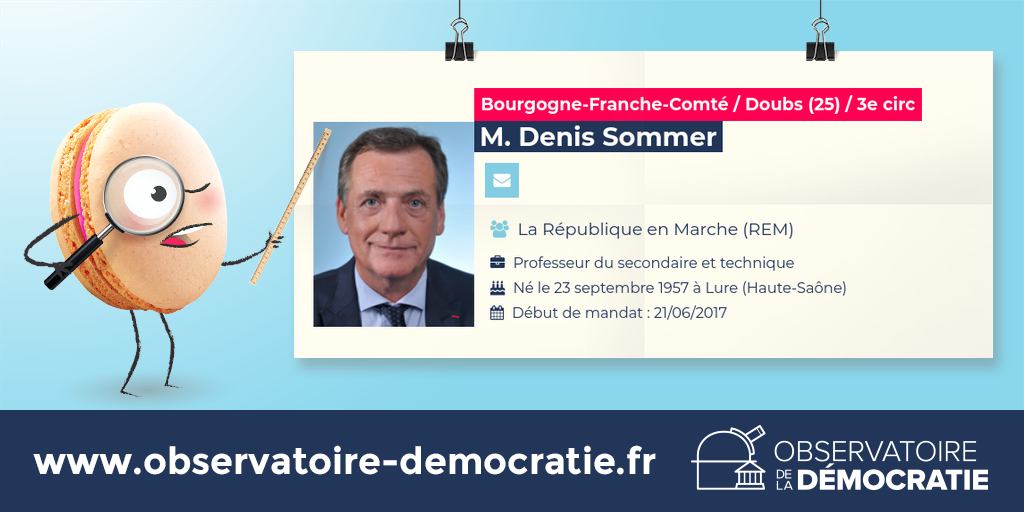 Bourgogne-Franche-Comté / Doubs (25) / 3e circ
M. Denis Sommer
La République en Marche (REM)
Professeur du secondaire et technique
Né le 23 septembre 1957 à Lure (Haute-Saône)
Début de mandat : 21/06/2017
www.observatoire-democratie.fr
OBSERVATOIRE
DE LA DÉMOCRATIE